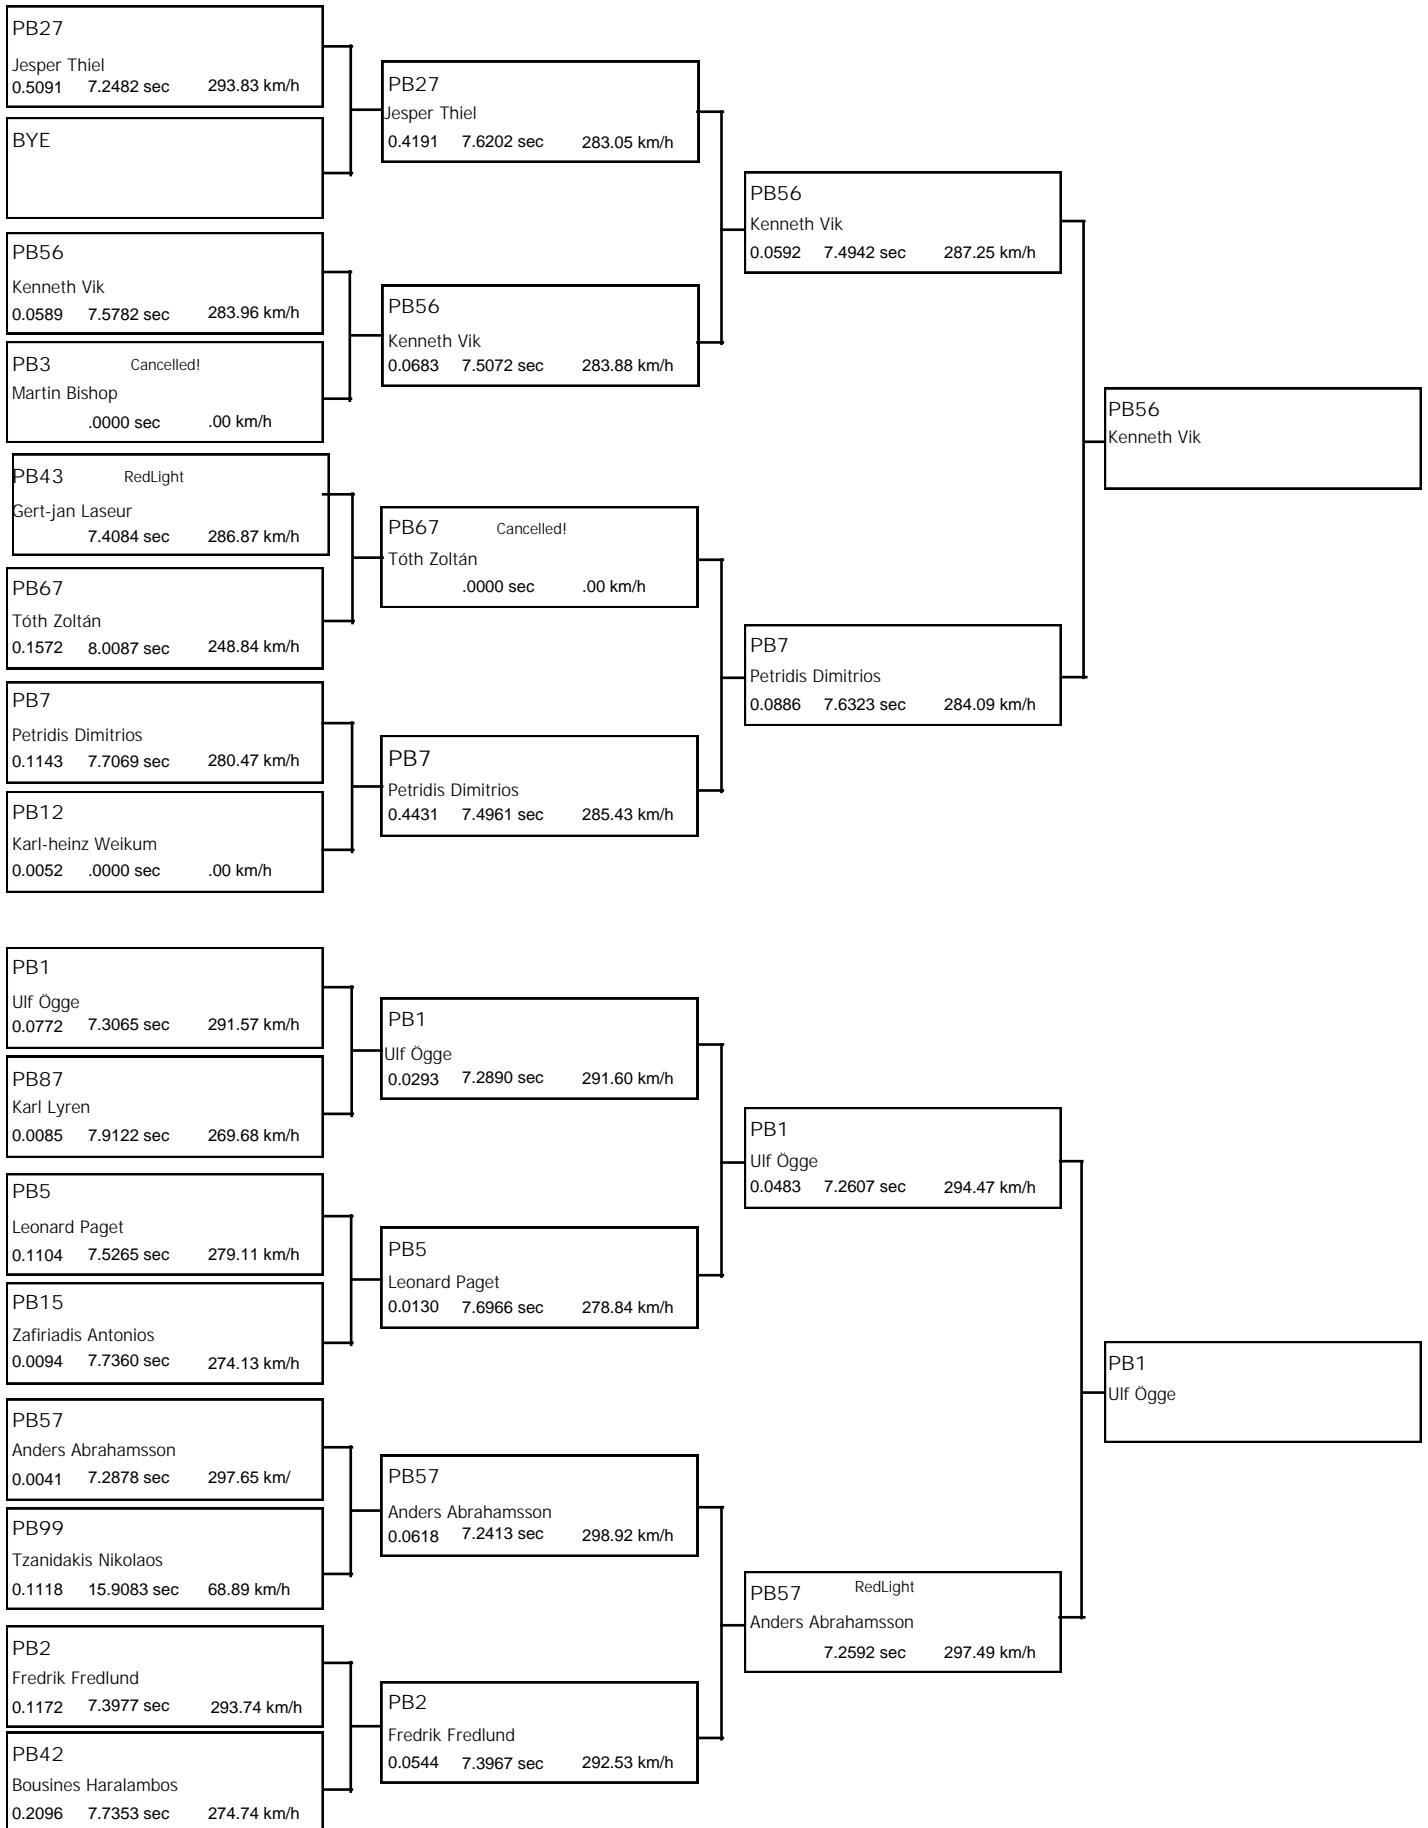 PB27
Jesper Thiel
0.5091 7.2482 sec 293.83 km/h
BYE
PB56
Kenneth Vik
0.0589 7.5782 sec 283.96 km/h
PB3 Cancelled!
Martin Bishop
.0000 sec .00 km/h
PB43 RedLight
Gert-jan Laseur
7.4084 sec 286.87 km/h
PB67
Tóth Zoltán
0.1572 8.0087 sec 248.84 km/h
PB7
Petridis Dimitrios
0.1143 7.7069 sec 280.47 km/h
PB12
Karl-heinz Weikum
0.0052 .0000 sec .00 km/h
PB27
Jesper Thiel
0.4191 7.6202 sec 283.05 km/h
PB56
Kenneth Vik
0.0683 7.5072 sec 283.88 km/h
PB67 Cancelled!
Tóth Zoltán
.0000 sec .00 km/h
PB7
Petridis Dimitrios
0.4431 7.4961 sec 285.43 km/h
PB56
Kenneth Vik
0.0592 7.4942 sec 287.25 km/h
PB7
Petridis Dimitrios
0.0886 7.6323 sec 284.09 km/h
PB56
Kenneth Vik
PB1
Ulf Ögge
0.0772 7.3065 sec 291.57 km/h
PB87
Karl Lyren
0.0085 7.9122 sec 269.68 km/h
PB5
Leonard Paget
0.1104 7.5265 sec 279.11 km/h
PB15
Zafiriadis Antonios
0.0094 7.7360 sec 274.13 km/h
PB57
Anders Abrahamsson
0.0041 7.2878 sec 297.65 km/
PB99
Tzanidakis Nikolaos
0.1118 15.9083 sec 68.89 km/h
PB2
Fredrik Fredlund
0.1172 7.3977 sec 293.74 km/h
PB42
Bousines Haralambos
0.2096 7.7353 sec 274.74 km/h
PB1
Ulf Ögge
0.0293 7.2890 sec 291.60 km/h
PB5
Leonard Paget
0.0130 7.6966 sec 278.84 km/h
PB57
Anders Abrahamsson
0.0618 7.2413 sec 298.92 km/h
PB2
Fredrik Fredlund
0.0544 7.3967 sec 292.53 km/h
PB1
Ulf Ögge
0.0483 7.2607 sec 294.47 km/h
PB57 RedLight
Anders Abrahamsson
7.2592 sec 297.49 km/h
PB1
Ulf Ögge